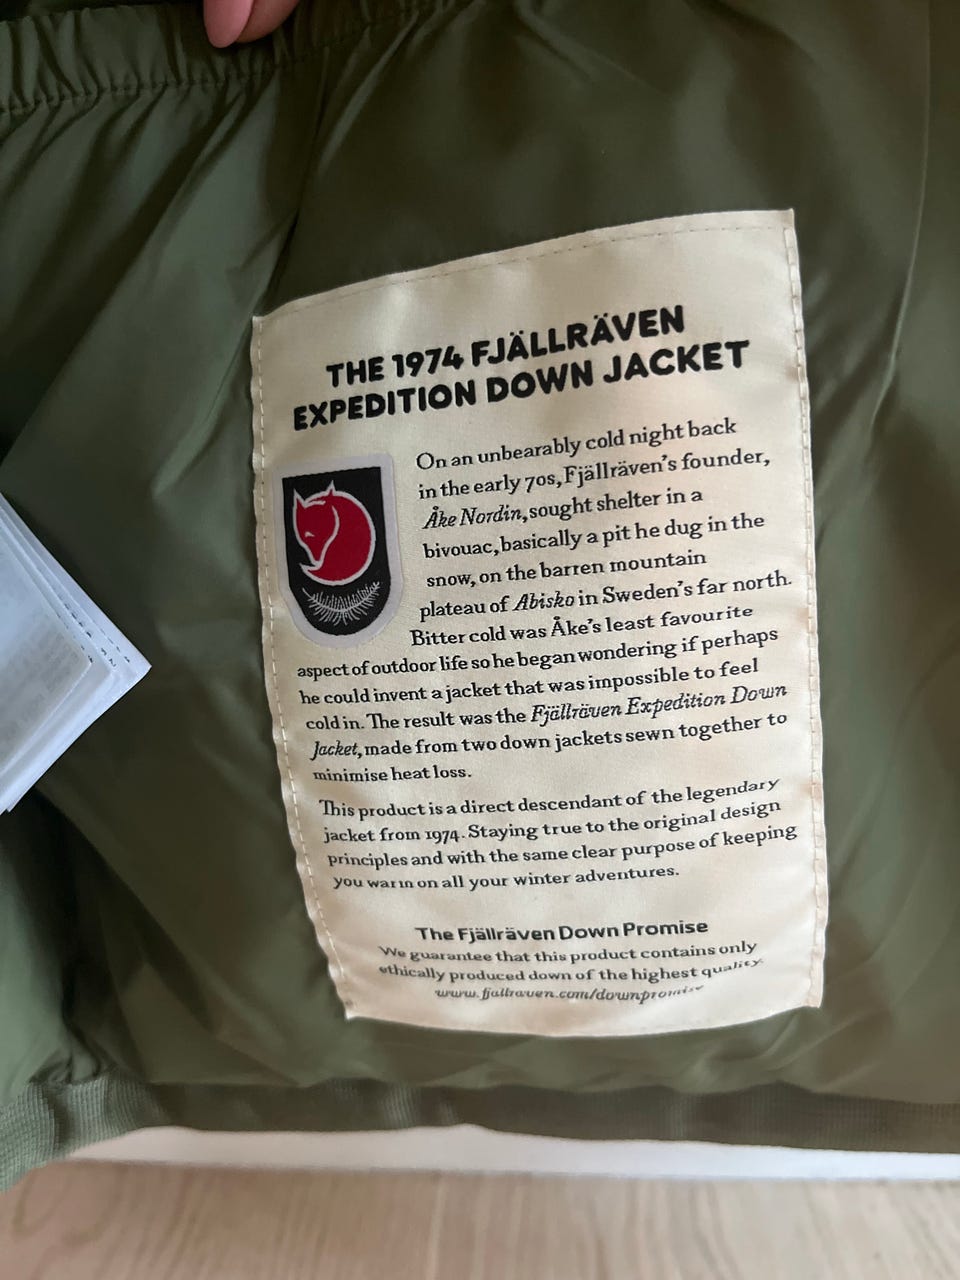 THE 1974 FJÄLLRÄVEN
EXPEDITION DOWN JACKET
On an unbearably cold night back
in the early 70s, Fjällräven's founder,
Åke Nordin, sought shelter in a
bivouac, basically a pit he dug in the
snow, on the barren mountain
plateau of Abisko in Sweden's far north.
Bitter cold was Åke's least favourite
aspect of outdoor life so he began wondering if perhaps
he could invent a jacket that was impossible to feel
cold in. The result was the Fjällräven Expedition Down
Jacket, made from two down jackets sewn together to
minimise heat loss.
This product is a direct descendant of the legendary
jacket from 1974. Staying true to the original design
principles and with the same clear purpose of keeping
you warm on all your winter adventures.
The Fjällräven Down Promise
We guarantee that this product contains only
ethically produced down of the highest quality.
www.fjallraven.com/downpromise